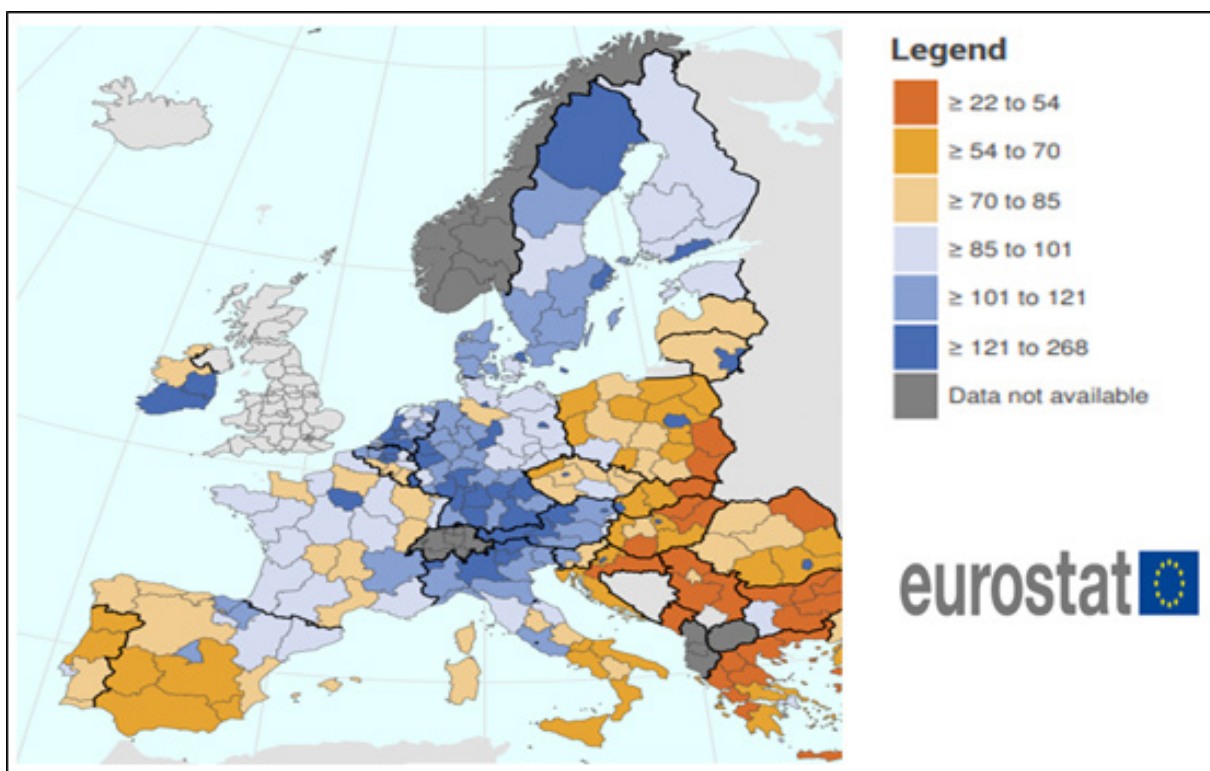 Legend
≥ 22 to 54
≥ 54 to 70
≥ 70 to 85
≥ 85 to 101
≥ 101 to 121
≥ 121 to 268
Data not available
eurostat